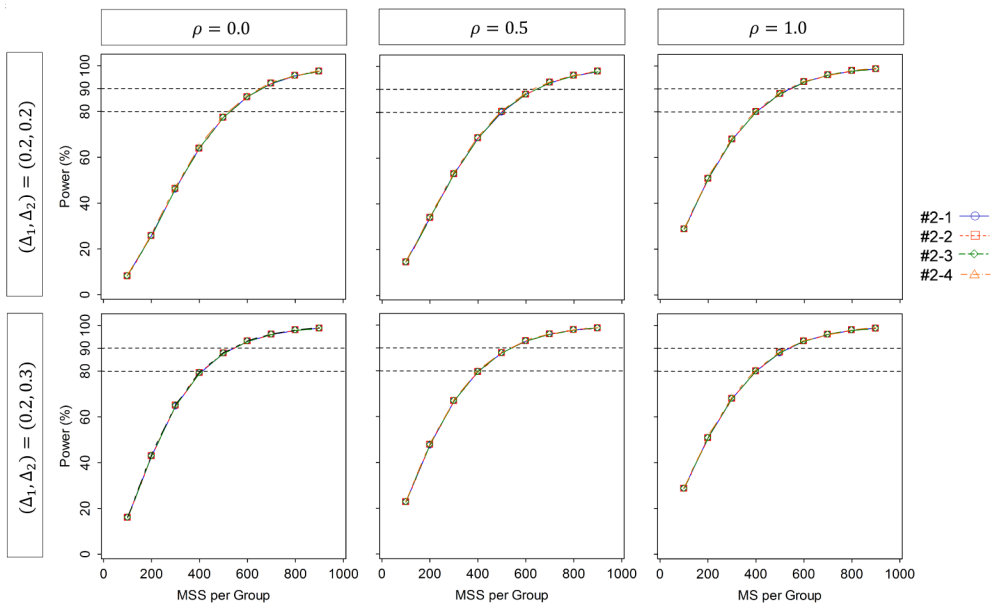 ρ = 0.0
ρ = 0.5
ρ = 1.0
(Δ₁, Δ₂) = (0.2, 0.2)
Power (%)
0 20 40 60 80 90 100
#2-1
#2-2
#2-3
#2-4
(Δ₁, Δ₂) = (0.2, 0.3)
Power (%)
0 20 40 60 80 90 100
0 200 400 600 800 1000
0 200 400 600 800 1000
0 200 400 600 800 1000
MSS per Group
MSS per Group
MS per Group